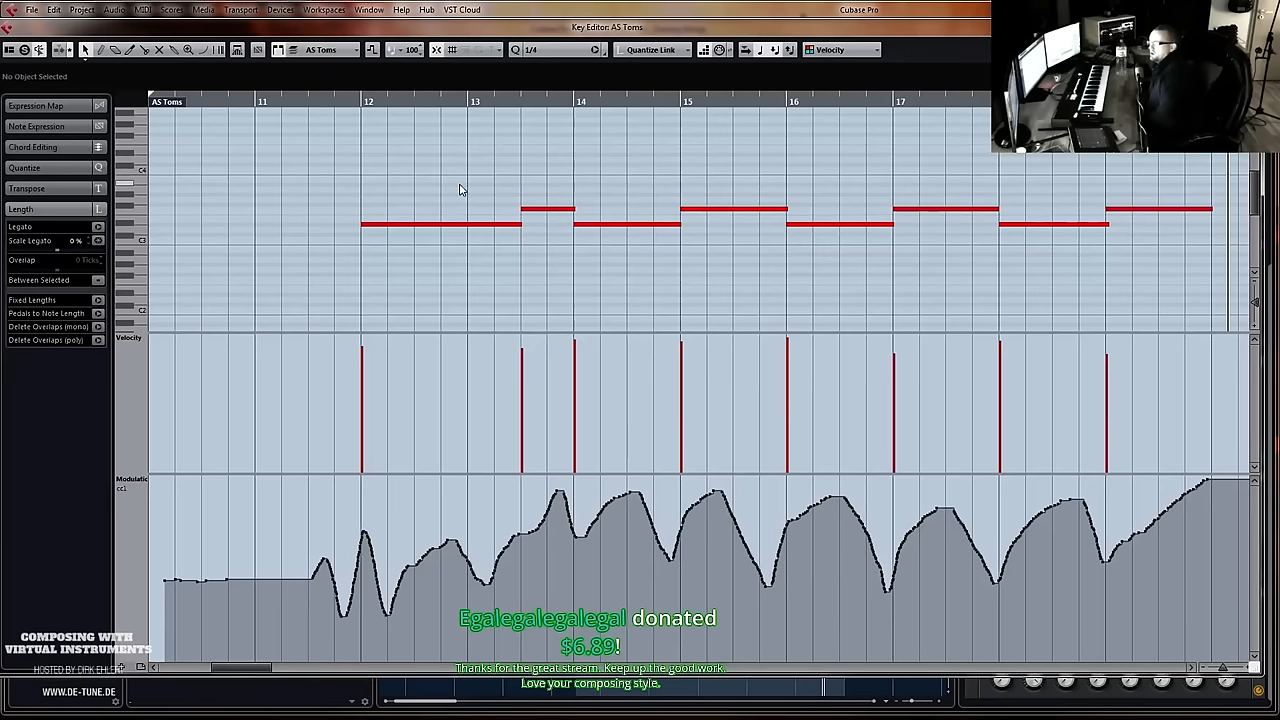 File Edit Project Audio MIDI Scores Media Transport Devices Workspaces Window Help Hub VST Cloud Cubase Pro
Key Editor: AS Toms
AS Toms 100 1/4 Quantize Link Velocity
No Object Selected
Expression Map
Note Expression
Chord Editing
Quantize Q
Transpose T
Length L
Legato
Scale Legato 0 %
Overlap 0 Ticks
Between Selected
Fixed Lengths
Pedals to Note Length
Delete Overlaps (mono)
Delete Overlaps (poly)
AS Toms 11 12 13 14 15 16 17
C4
C3
C2
Velocity
cc1
Egalegalegalegal donated
$6.89!
Thanks for the great stream. Keep up the good work.
Love your composing style.
COMPOSING WITH
VIRTUAL INSTRUMENTS
WWW.DE-TUNE.DE